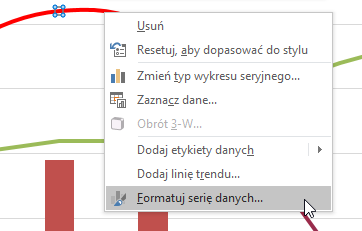 Usuń
Resetuj, aby dopasować do stylu
Zmień typ wykresu seryjnego...
Zaznacz dane...
Obrót 3-W...
Dodaj etykiety danych
Dodaj linię trendu...
Formatuj serię danych...